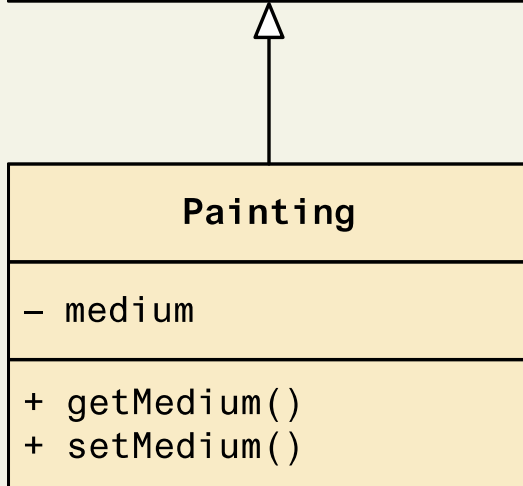 Painting
– medium
+ getMedium()
+ setMedium()